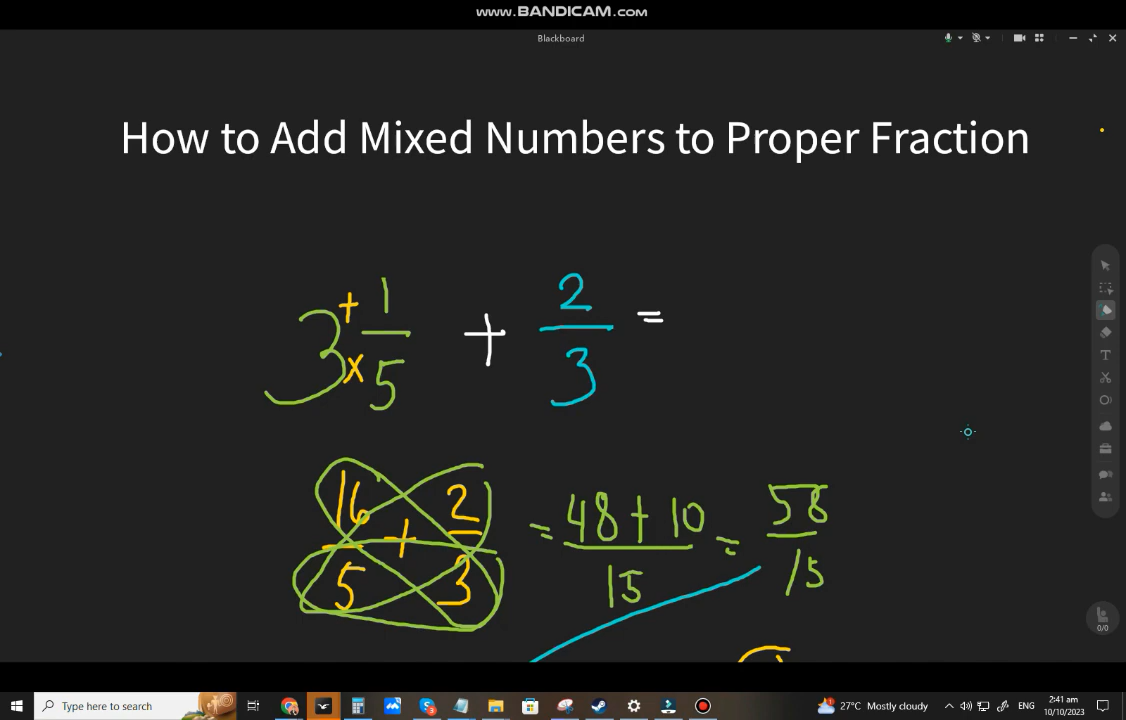 www.BANDICAM.com
Blackboard
How to Add Mixed Numbers to Proper Fraction
+ 1 2
3 + =
x 5 3
16 2 48 + 10 58
+ = =
5 3 15 15
0/0
Type here to search
27°C Mostly cloudy
ENG
2:41 am
10/10/2023